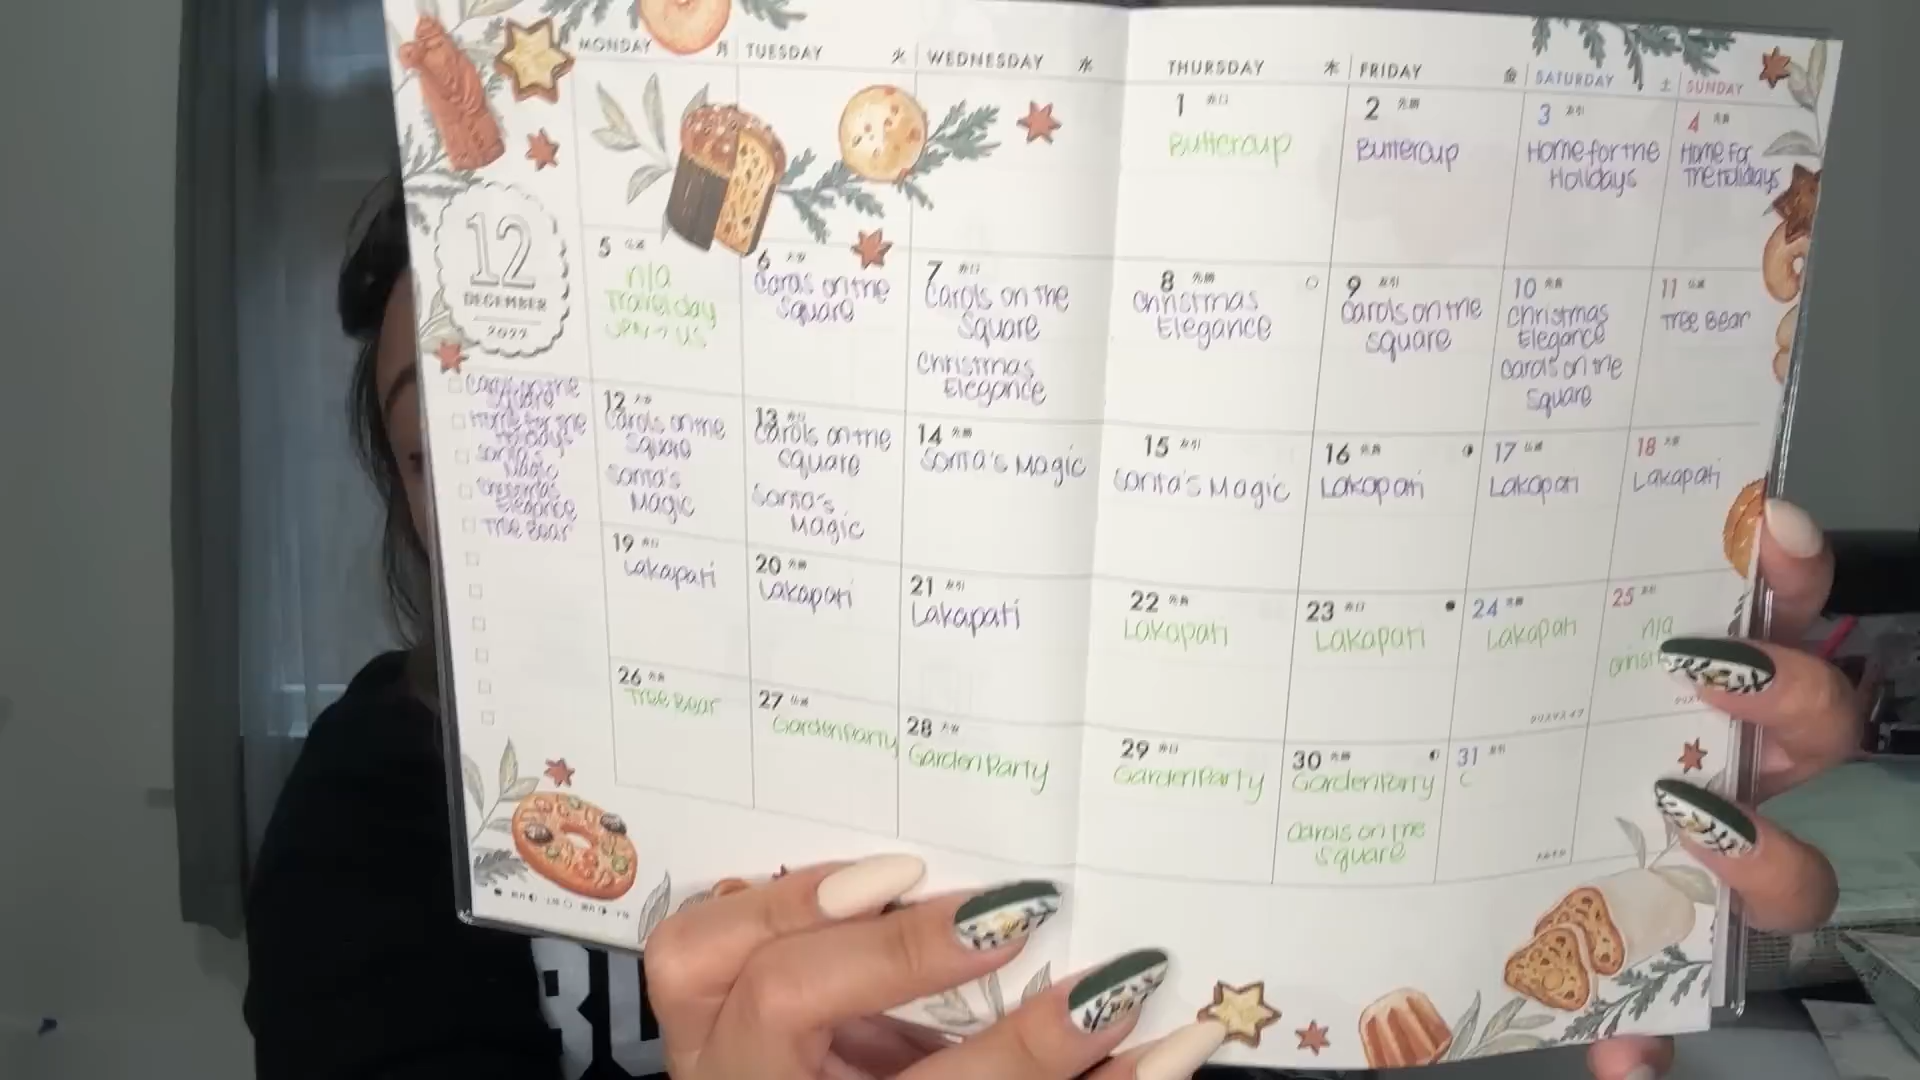 MONDAY 月 TUESDAY 火 WEDNESDAY 水 THURSDAY 木 FRIDAY 金 SATURDAY 土 SUNDAY
1 2 3 4
Buttercup
Buttercup
Home for the
Holidays
Home For
The Holidays
12
DECEMBER
2022
5 6 7 8 9 10 11
n/a
Travel day
Carols on the
Square
Carols on the
Square
Christmas
Elegance
Christmas
Elegance
Carols on the
square
Christmas
Elegance
Carols on the
Square
Tree Bear
Carols on the
Square
Home for the
Holidays
Santa's
Magic
Christmas
Elegance
Tree Bear
12 13 14 15 16 17 18
Carols on the
Square
Santa's
Magic
Carols on the
square
Santa's
Magic
Santa's Magic
Santa's Magic
Lakapati
Lakapati
Lakapati
19 20 21 22 23 24 25
Lakapati
Lakapati
Lakapati
Lakapati
Lakapati
Lakapati
n/a
26 27 28 29 30 31
Tree Bear
Garden Party
Garden Party
Garden Party
Garden Party
Carols on the
square
C